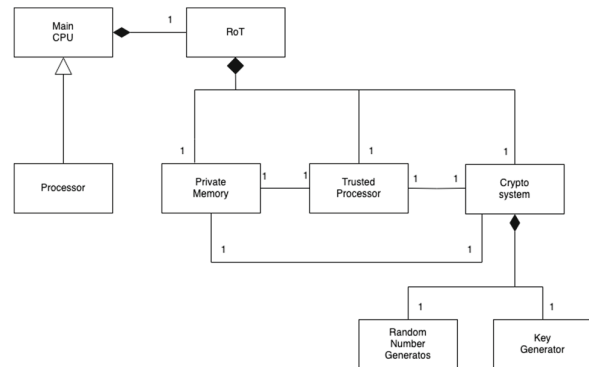 Main
CPU
1
RoT
1
1
1
Processor
Private
Memory
1
1
Trusted
Processor
1
1
Crypto
system
1
1
1
1
Random
Number
Generatos
Key
Generator